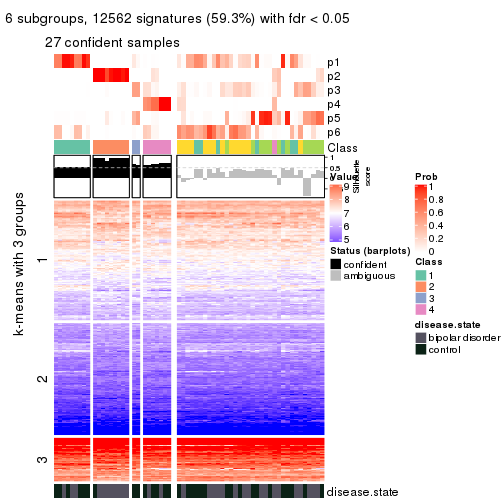 6 subgroups, 12562 signatures (59.3%) with fdr < 0.05
27 confident samples
p1
p2
p3
p4
p5
p6
Class
1
0.5
0
Silhouette
score
k-means with 3 groups
1
2
3
disease.state
Value
9
8
7
6
5
Status (barplots)
confident
ambiguous
Prob
1
0.8
0.6
0.4
0.2
0
Class
1
2
3
4
disease.state
bipolar disorder
control